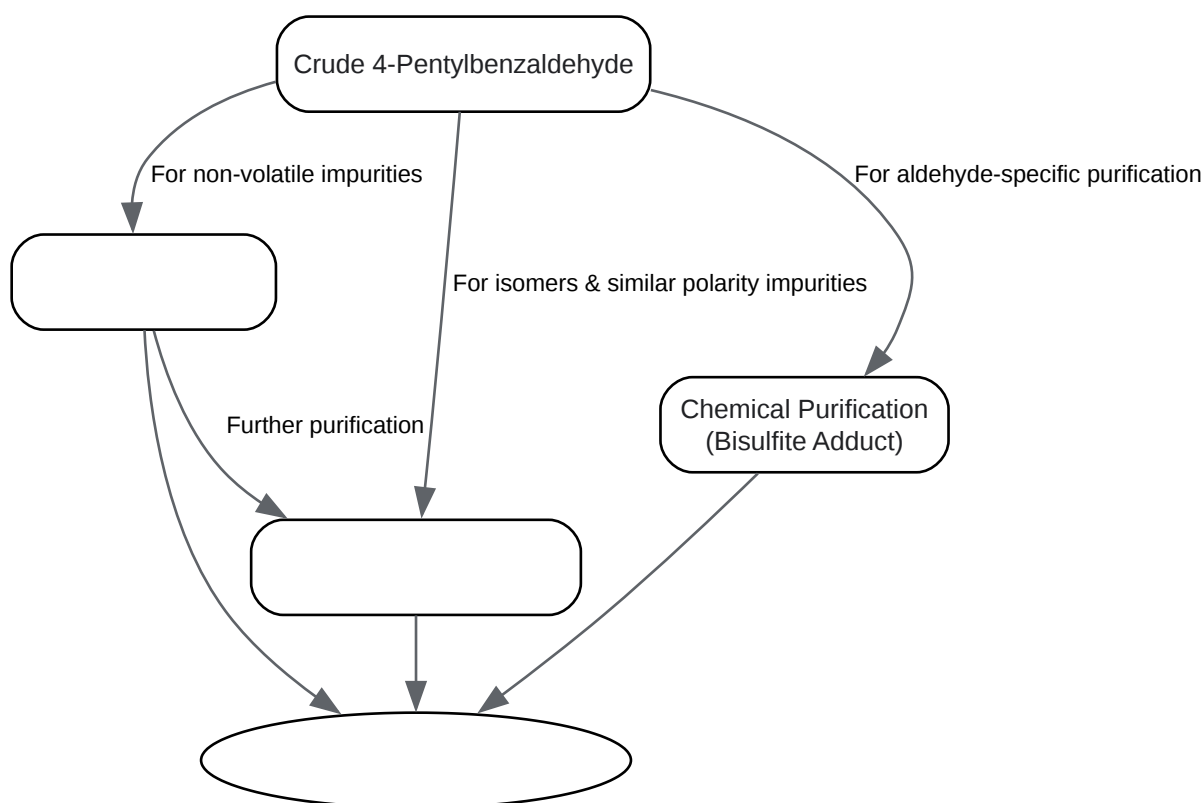 Crude 4-Pentylbenzaldehyde
For non-volatile impurities
For aldehyde-specific purification
For isomers & similar polarity impurities
Chemical Purification
(Bisulfite Adduct)
Further purification